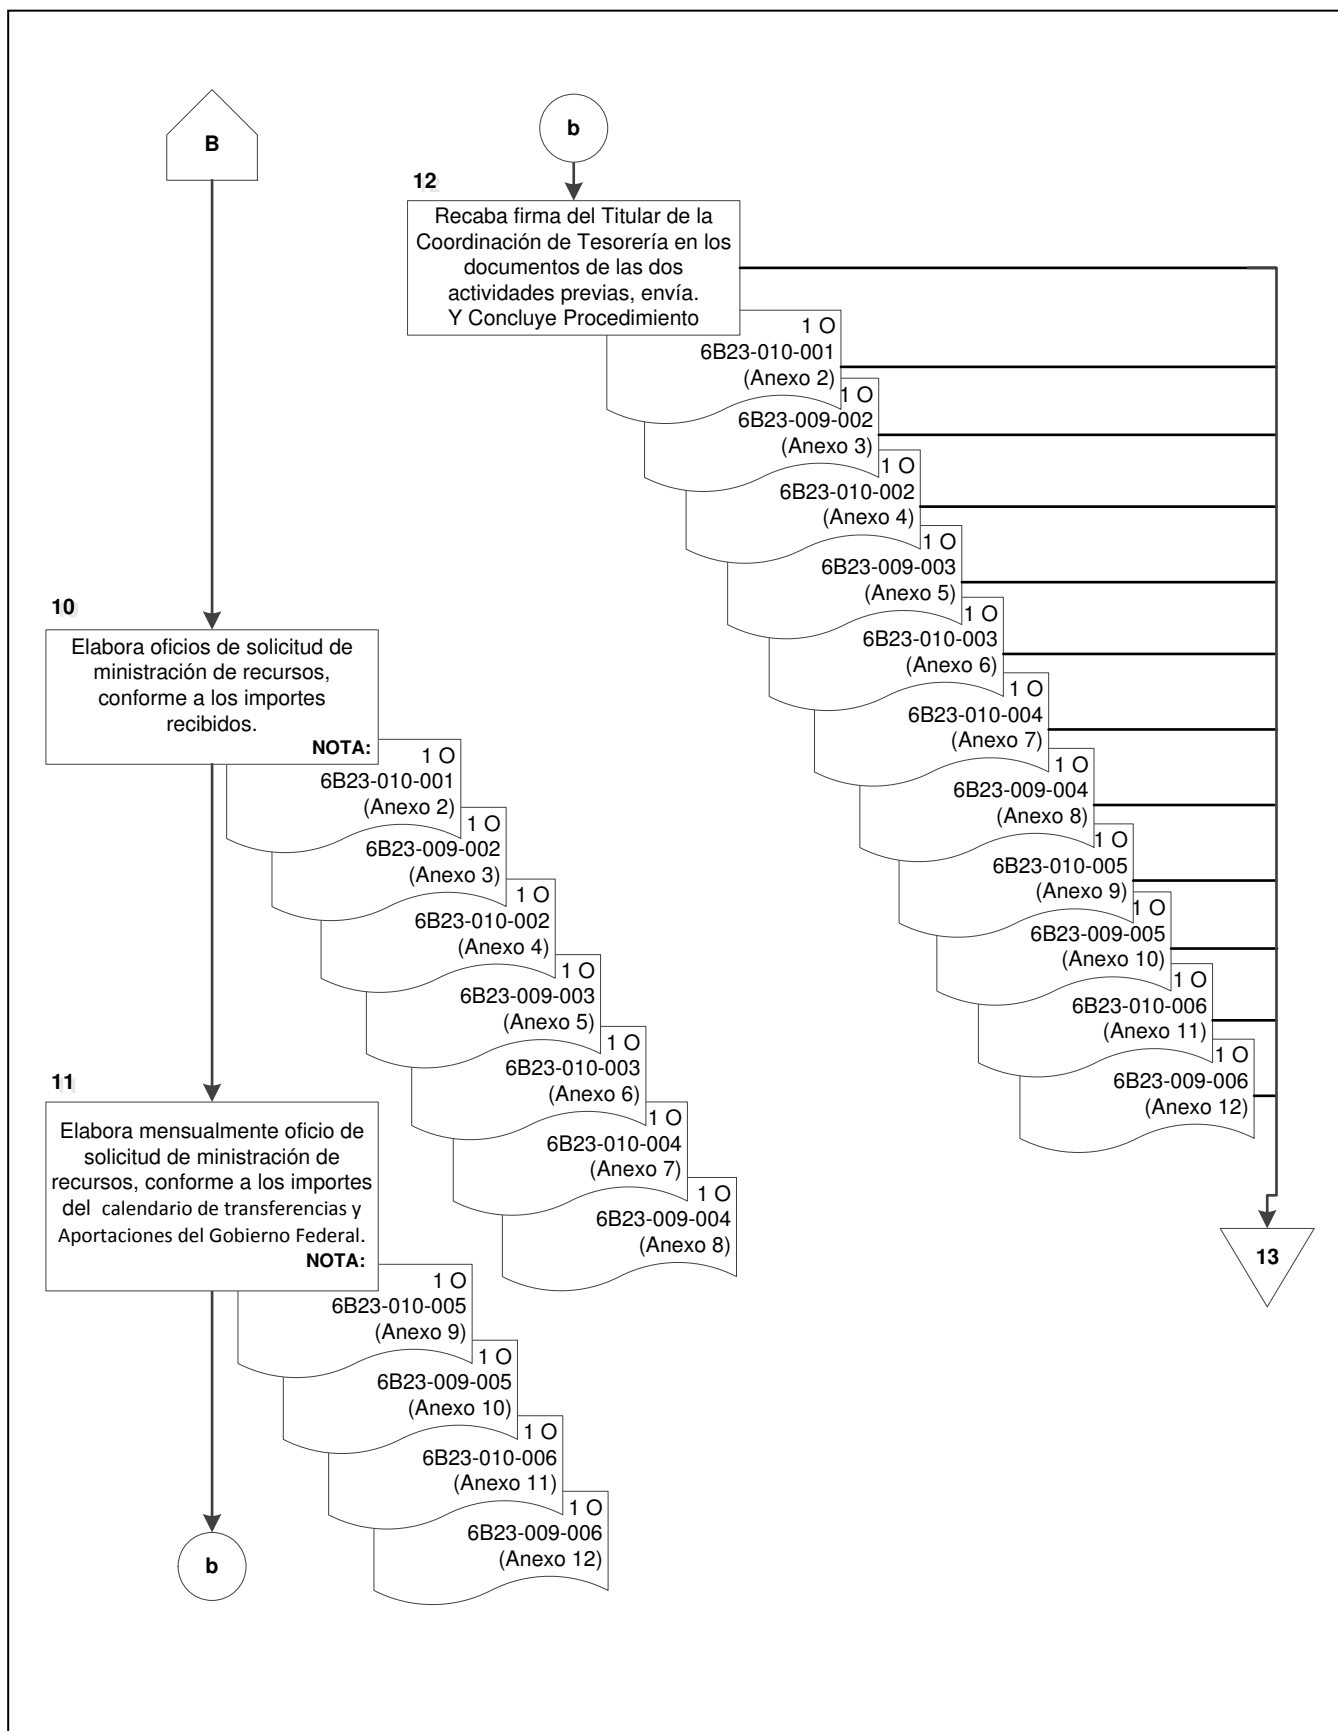 B
10
Elabora oficios de solicitud de
ministración de recursos,
conforme a los importes
recibidos.
NOTA:
1 O
6B23-010-001
(Anexo 2)
1 O
6B23-009-002
(Anexo 3)
1 O
6B23-010-002
(Anexo 4)
1 O
6B23-009-003
(Anexo 5)
1 O
6B23-010-003
(Anexo 6)
1 O
6B23-010-004
(Anexo 7)
1 O
6B23-009-004
(Anexo 8)
11
Elabora mensualmente oficio de
solicitud de ministración de
recursos, conforme a los importes
del calendario de transferencias y
Aportaciones del Gobierno Federal.
NOTA:
1 O
6B23-010-005
(Anexo 9)
1 O
6B23-009-005
(Anexo 10)
1 O
6B23-010-006
(Anexo 11)
1 O
6B23-009-006
(Anexo 12)
b
b
12
Recaba firma del Titular de la
Coordinación de Tesorería en los
documentos de las dos
actividades previas, envía.
Y Concluye Procedimiento
1 O
6B23-010-001
(Anexo 2)
1 O
6B23-009-002
(Anexo 3)
1 O
6B23-010-002
(Anexo 4)
1 O
6B23-009-003
(Anexo 5)
1 O
6B23-010-003
(Anexo 6)
1 O
6B23-010-004
(Anexo 7)
1 O
6B23-009-004
(Anexo 8)
1 O
6B23-010-005
(Anexo 9)
1 O
6B23-009-005
(Anexo 10)
1 O
6B23-010-006
(Anexo 11)
1 O
6B23-009-006
(Anexo 12)
13